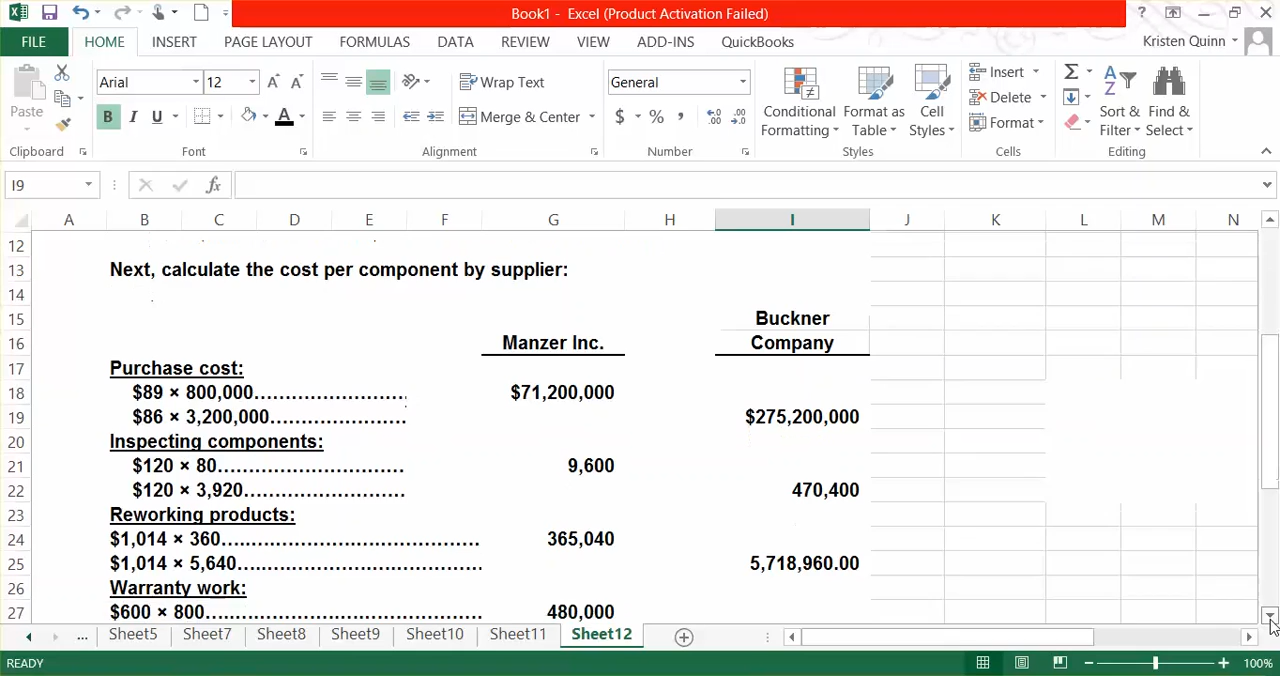 Book1 - Excel (Product Activation Failed)
FILE HOME INSERT PAGE LAYOUT FORMULAS DATA REVIEW VIEW ADD-INS QuickBooks Kristen Quinn
Paste
Arial 12
B I U A
Wrap Text
Merge & Center
General
$ % ,
Conditional Formatting
Format as Table
Cell Styles
Insert
Delete
Format
Sort & Filter
Find & Select
Clipboard Font Alignment Number Styles Cells Editing
I9 fx
A B C D E F G H I J K L M N
12
13 Next, calculate the cost per component by supplier:
14
15 Buckner
16 Manzer Inc. Company
17 Purchase cost:
18 $89 × 800,000.............................. $71,200,000
19 $86 × 3,200,000........................... $275,200,000
20 Inspecting components:
21 $120 × 80..................................... 9,600
22 $120 × 3,920................................ 470,400
23 Reworking products:
24 $1,014 × 360................................................ 365,040
25 $1,014 × 5,640............................................. 5,718,960.00
26 Warranty work:
27 $600 × 800................................................... 480,000
... Sheet5 Sheet7 Sheet8 Sheet9 Sheet10 Sheet11 Sheet12
READY 100%